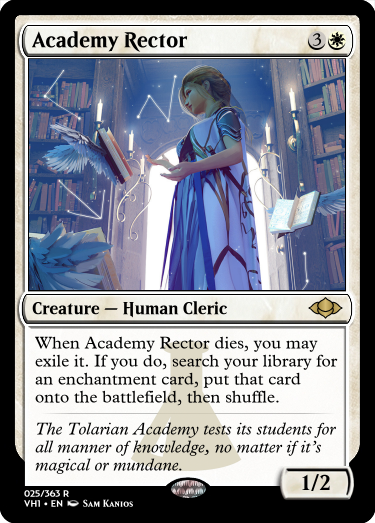 Academy Rector 3
Creature — Human Cleric
When Academy Rector dies, you may
exile it. If you do, search your library for
an enchantment card, put that card
onto the battlefield, then shuffle.
The Tolarian Academy tests its students for
all manner of knowledge, no matter if it's
magical or mundane.
1/2
025/363 R
VH1 • EN Sam Kanios